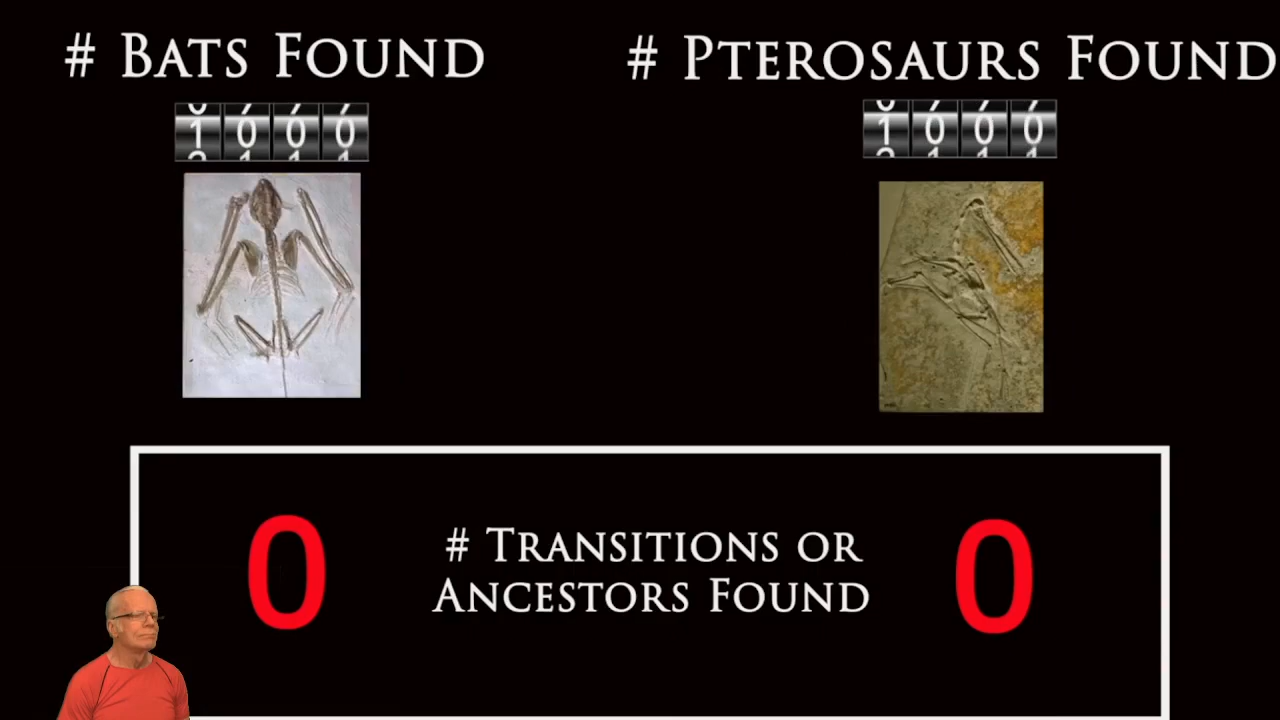 # BATS FOUND
# PTEROSAURS FOUND
1000
1000
0
# TRANSITIONS OR
ANCESTORS FOUND
0